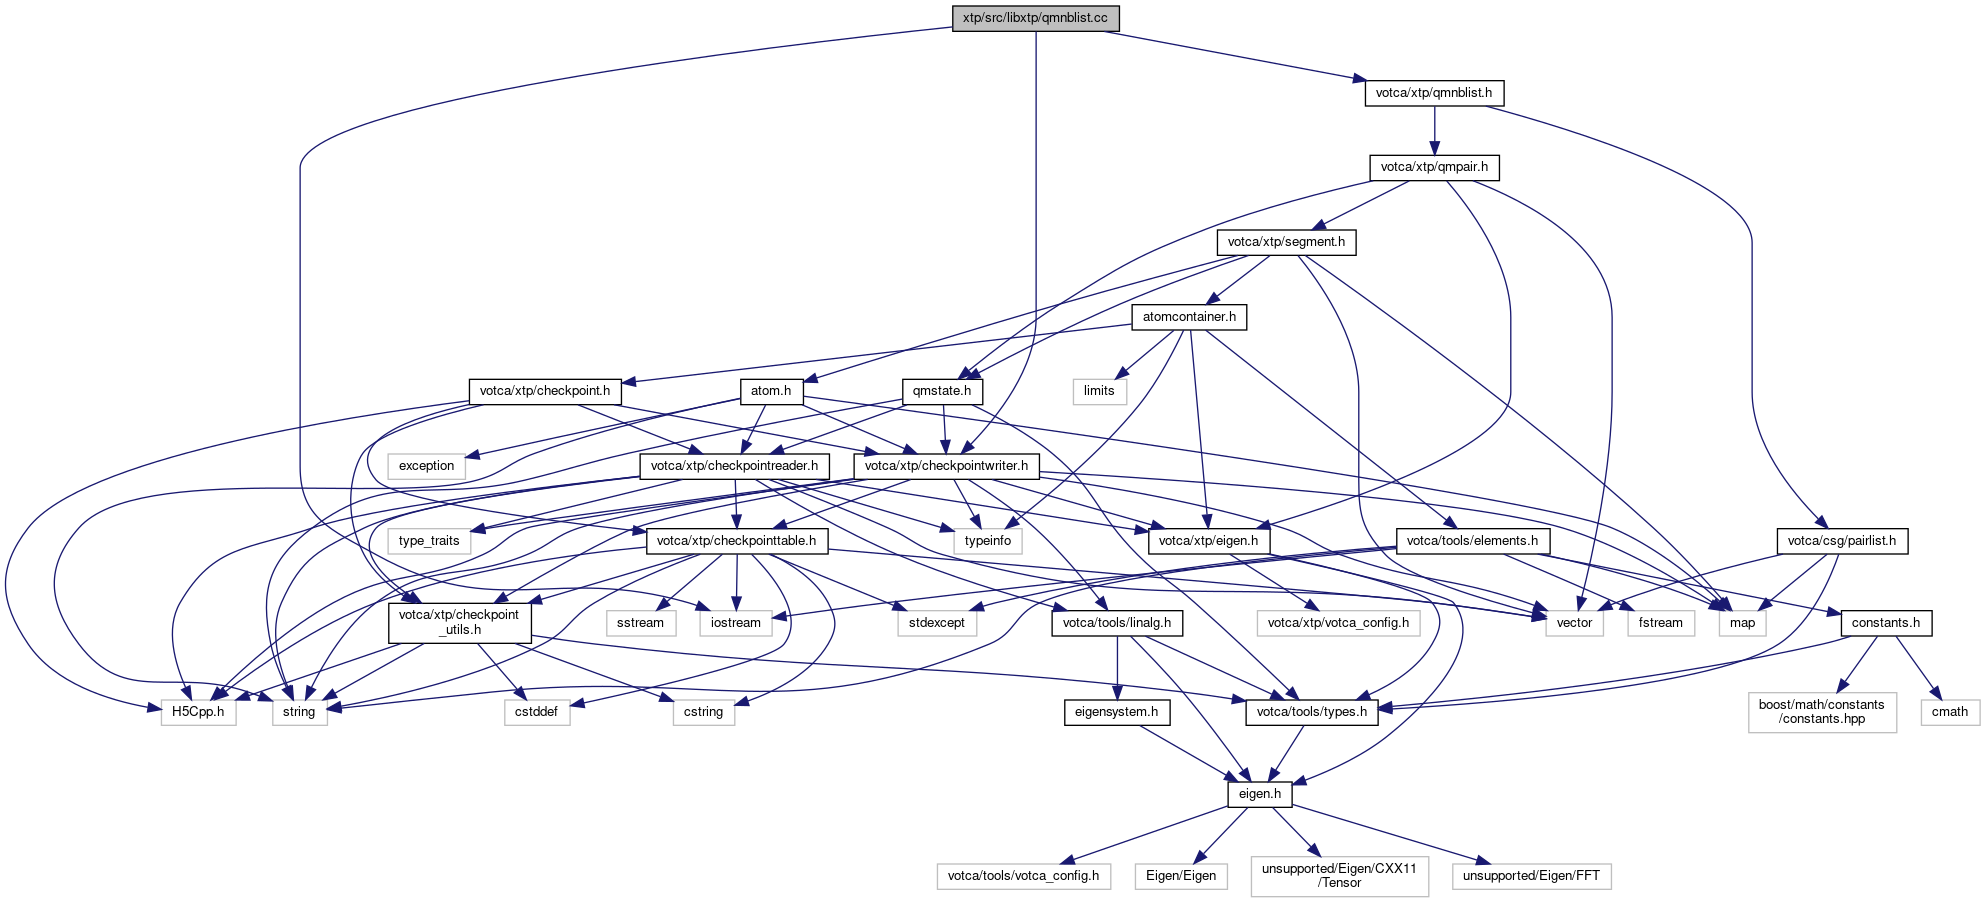 xtp/src/libxtp/qmnblist.cc
votca/xtp/qmnblist.h
votca/xtp/qmpair.h
votca/xtp/segment.h
atomcontainer.h
votca/xtp/checkpoint.h
atom.h
qmstate.h
limits
exception
votca/xtp/checkpointreader.h
votca/xtp/checkpointwriter.h
type_traits
votca/xtp/checkpointtable.h
typeinfo
votca/xtp/eigen.h
votca/tools/elements.h
votca/csg/pairlist.h
votca/xtp/checkpoint
_utils.h
sstream
iostream
stdexcept
votca/tools/linalg.h
votca/xtp/votca_config.h
vector
fstream
map
constants.h
H5Cpp.h
string
cstddef
cstring
eigensystem.h
votca/tools/types.h
boost/math/constants
/constants.hpp
cmath
eigen.h
votca/tools/votca_config.h
Eigen/Eigen
unsupported/Eigen/CXX11
/Tensor
unsupported/Eigen/FFT